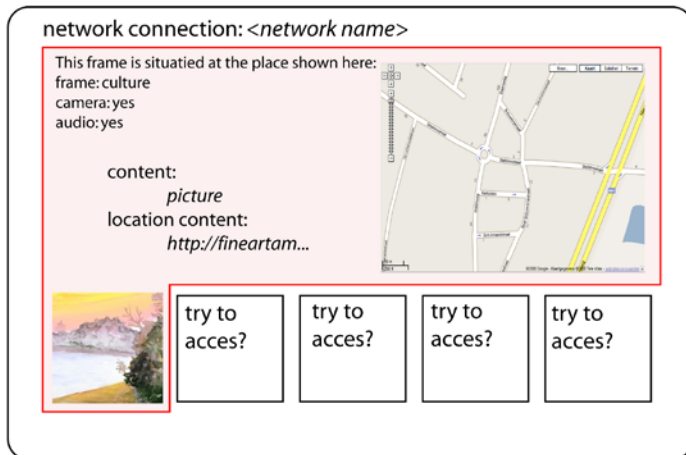 network connection: <network name>
This frame is situatied at the place shown here:
frame: culture
camera: yes
audio: yes
content:
picture
location content:
http://fineartam...
try to
acces?
try to
acces?
try to
acces?
try to
acces?